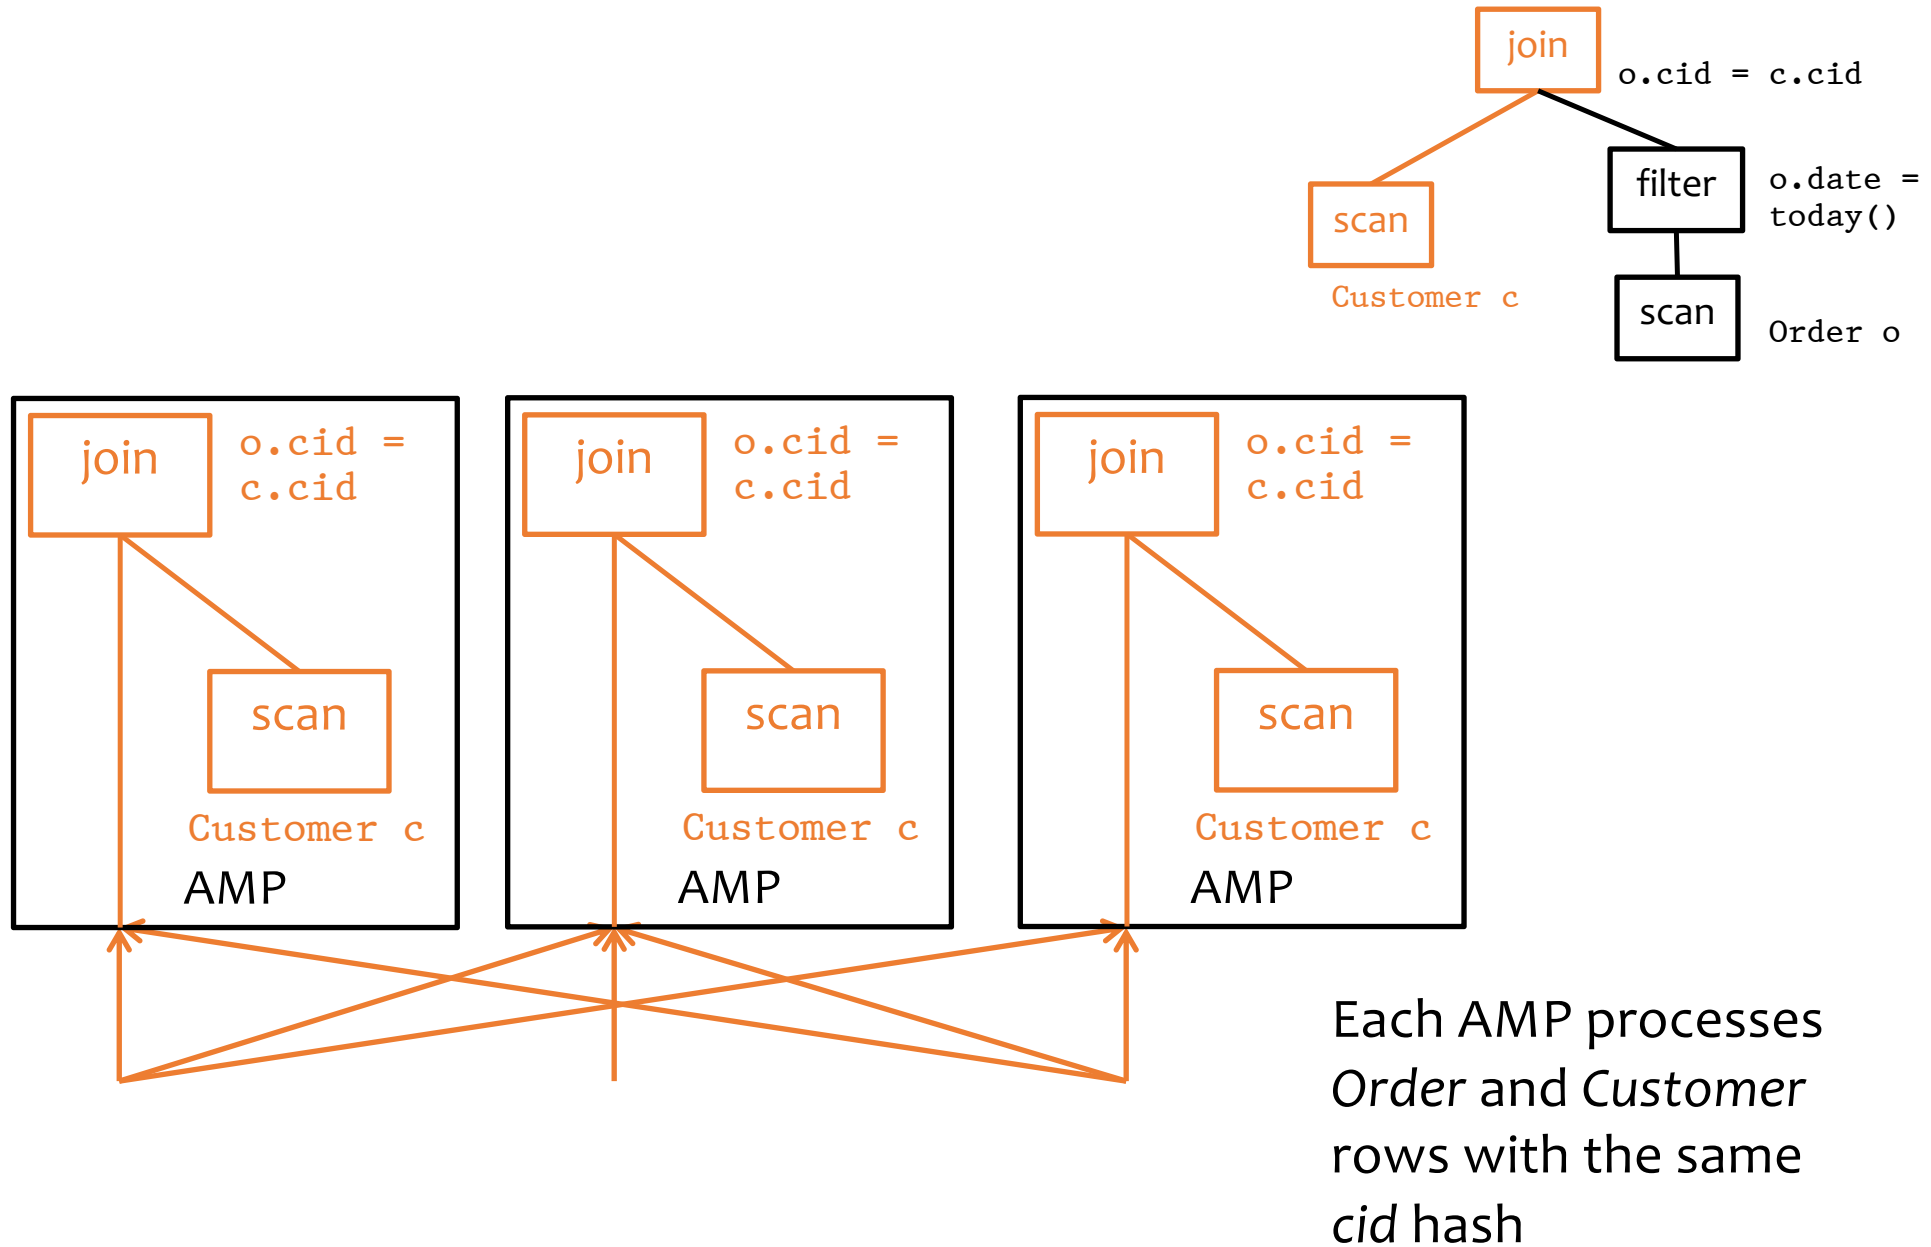 join
o.cid = c.cid
filter
o.date =
today()
scan
Customer c
scan
Order o
join
o.cid =
c.cid
scan
Customer c
AMP
join
o.cid =
c.cid
scan
Customer c
AMP
join
o.cid =
c.cid
scan
Customer c
AMP
Each AMP processes
Order and Customer
rows with the same
cid hash